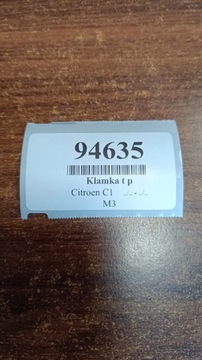 94635
Klamka t p
Citroen C1 ../.. - ../..
M3